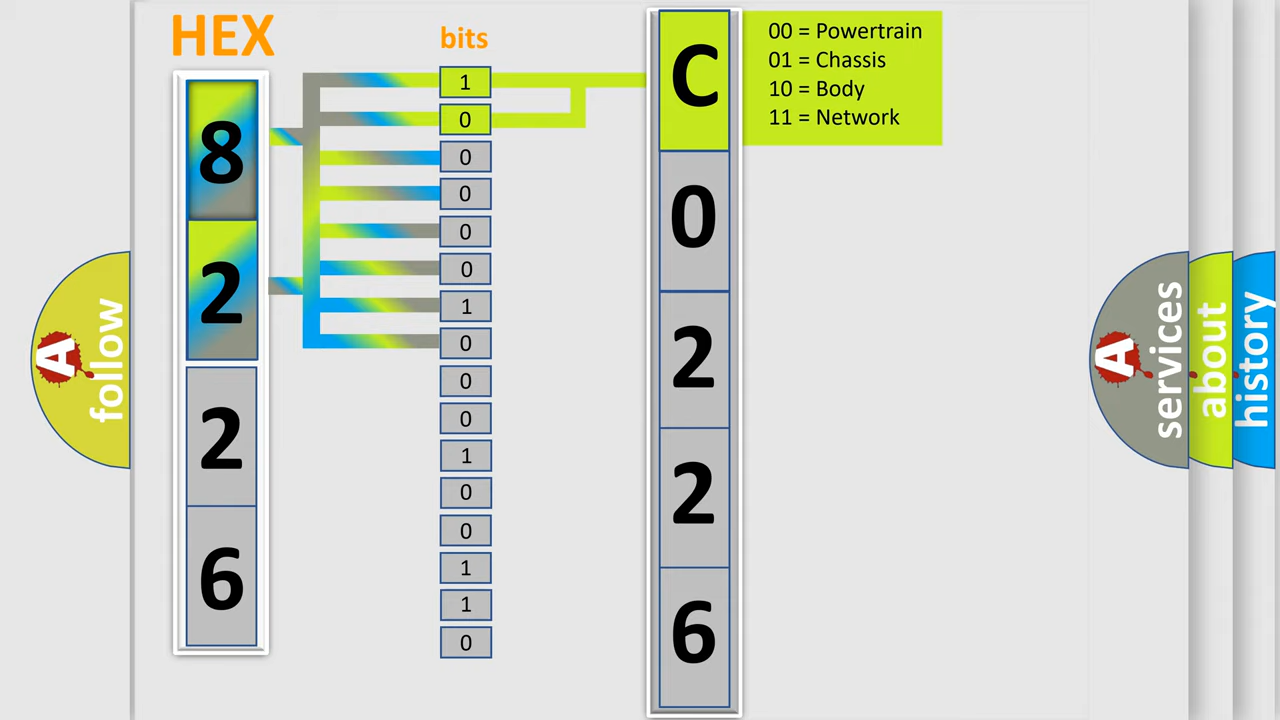 HEX
8
2
2
6
bits
1
0
0
0
0
0
1
0
0
0
1
0
0
1
1
0
C
0
2
2
6
00 = Powertrain
01 = Chassis
10 = Body
11 = Network
A
follow
A
services
about
history